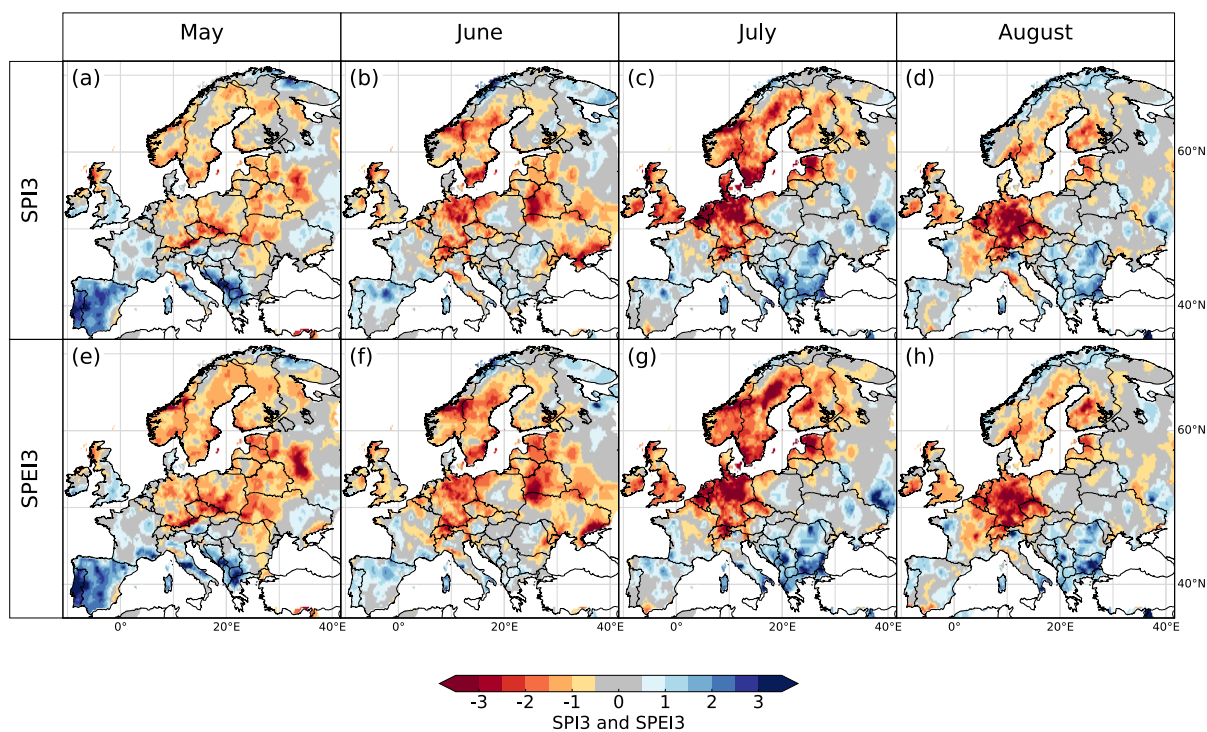 May June July August
SPI3
(a) (b) (c) (d)
60°N
40°N
SPEI3
(e) (f) (g) (h)
60°N
40°N
0° 20°E 40°E 0° 20°E 40°E 0° 20°E 40°E 0° 20°E 40°E
-3 -2 -1 0 1 2 3
SPI3 and SPEI3